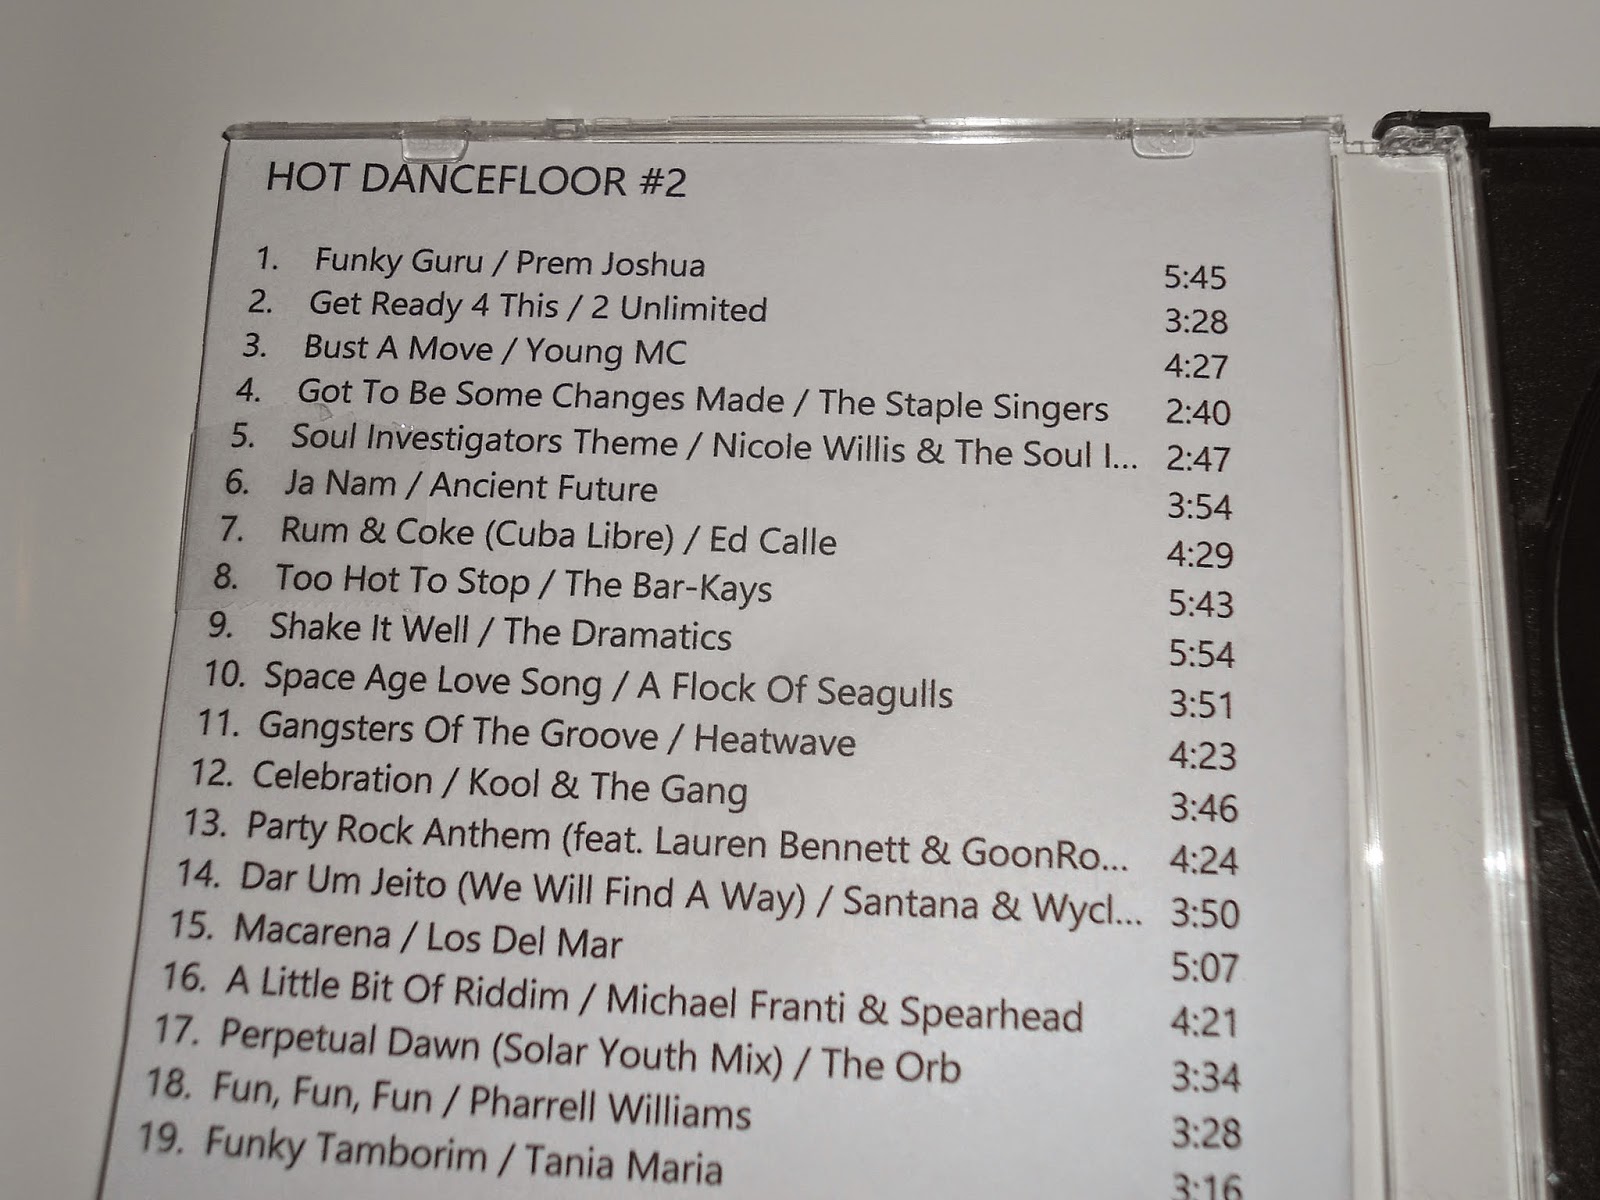 HOT DANCEFLOOR #2
1. Funky Guru / Prem Joshua 5:45
2. Get Ready 4 This / 2 Unlimited 3:28
3. Bust A Move / Young MC 4:27
4. Got To Be Some Changes Made / The Staple Singers 2:40
5. Soul Investigators Theme / Nicole Willis & The Soul I... 2:47
6. Ja Nam / Ancient Future 3:54
7. Rum & Coke (Cuba Libre) / Ed Calle 4:29
8. Too Hot To Stop / The Bar-Kays 5:43
9. Shake It Well / The Dramatics 5:54
10. Space Age Love Song / A Flock Of Seagulls 3:51
11. Gangsters Of The Groove / Heatwave 4:23
12. Celebration / Kool & The Gang 3:46
13. Party Rock Anthem (feat. Lauren Bennett & GoonRo... 4:24
14. Dar Um Jeito (We Will Find A Way) / Santana & Wycl... 3:50
15. Macarena / Los Del Mar 5:07
16. A Little Bit Of Riddim / Michael Franti & Spearhead 4:21
17. Perpetual Dawn (Solar Youth Mix) / The Orb 3:34
18. Fun, Fun, Fun / Pharrell Williams 3:28
19. Funky Tamborim / Tania Maria 3:16